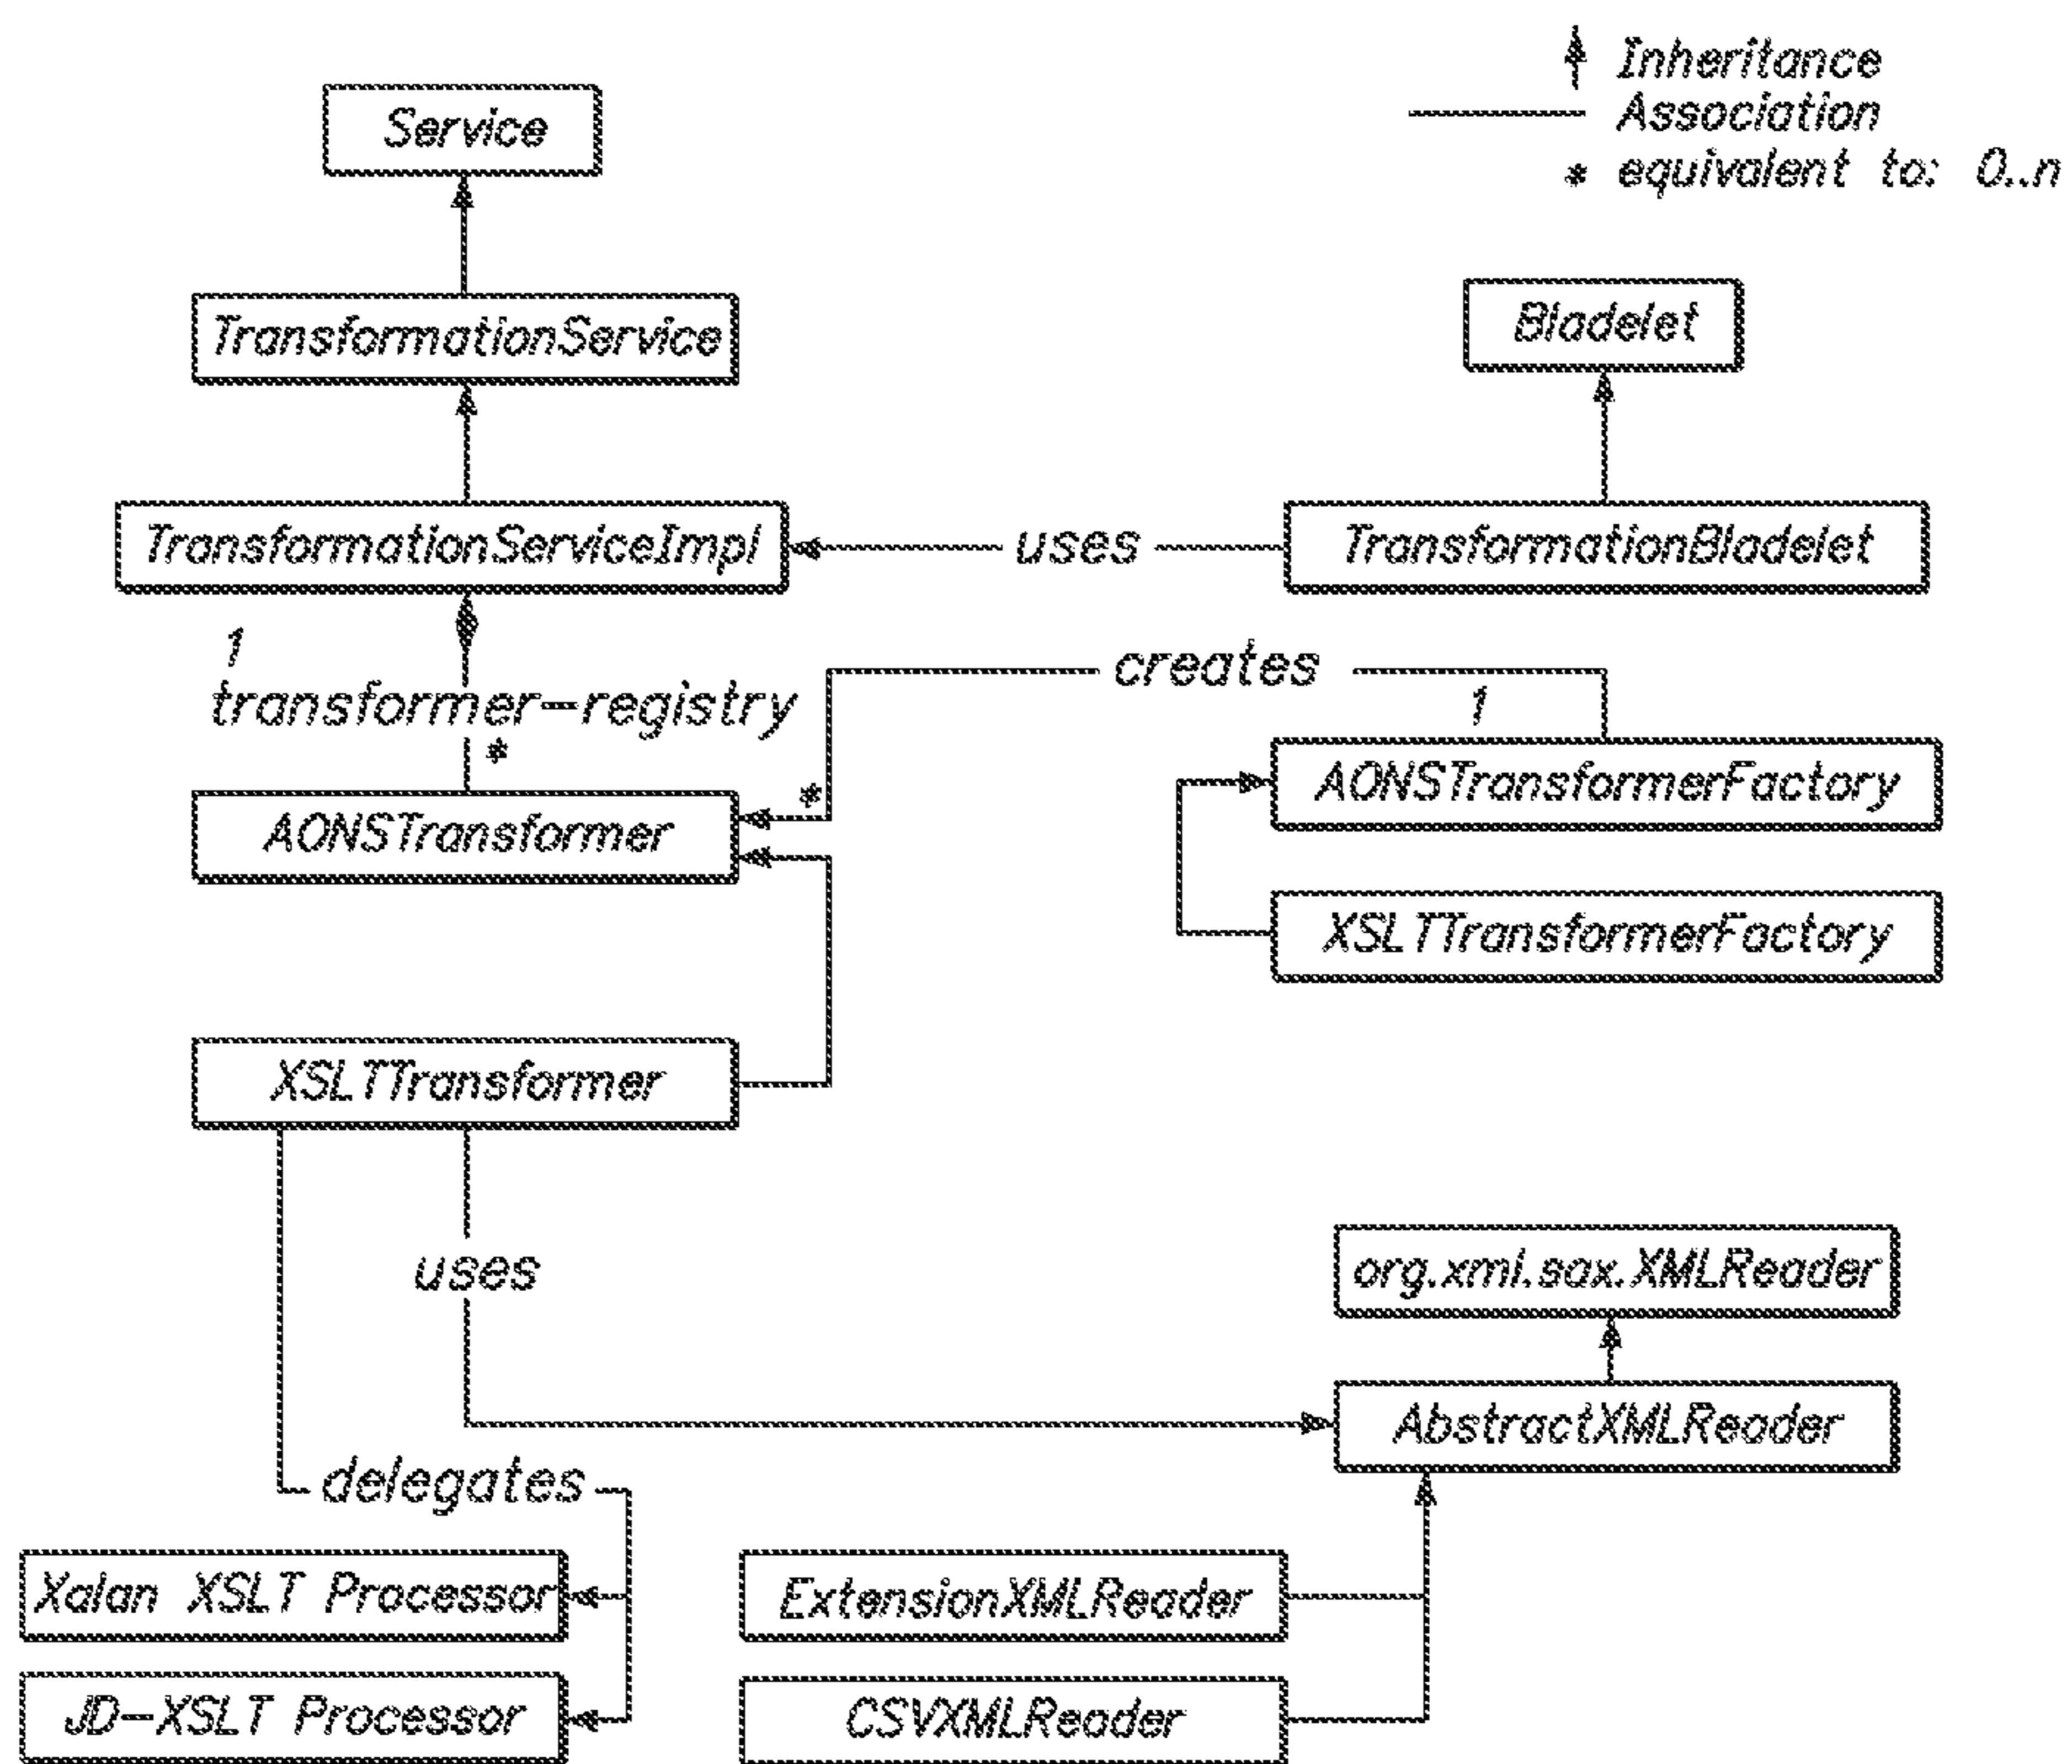 Inheritance
Association
* equivalent to: 0..n
Service
TransformationService
Bladelet
TransformationServiceImpl
uses
TransformationBladelet
1
transformer-registry
*
creates
1
*
AONSTransformer
AONSTransformerFactory
XSLTTransformerFactory
XSLTTransformer
uses
org.xml.sax.XMLReader
AbstractXMLReader
delegates
Xalan XSLT Processor
ExtensionXMLReader
JD-XSLT Processor
CSVXMLReader